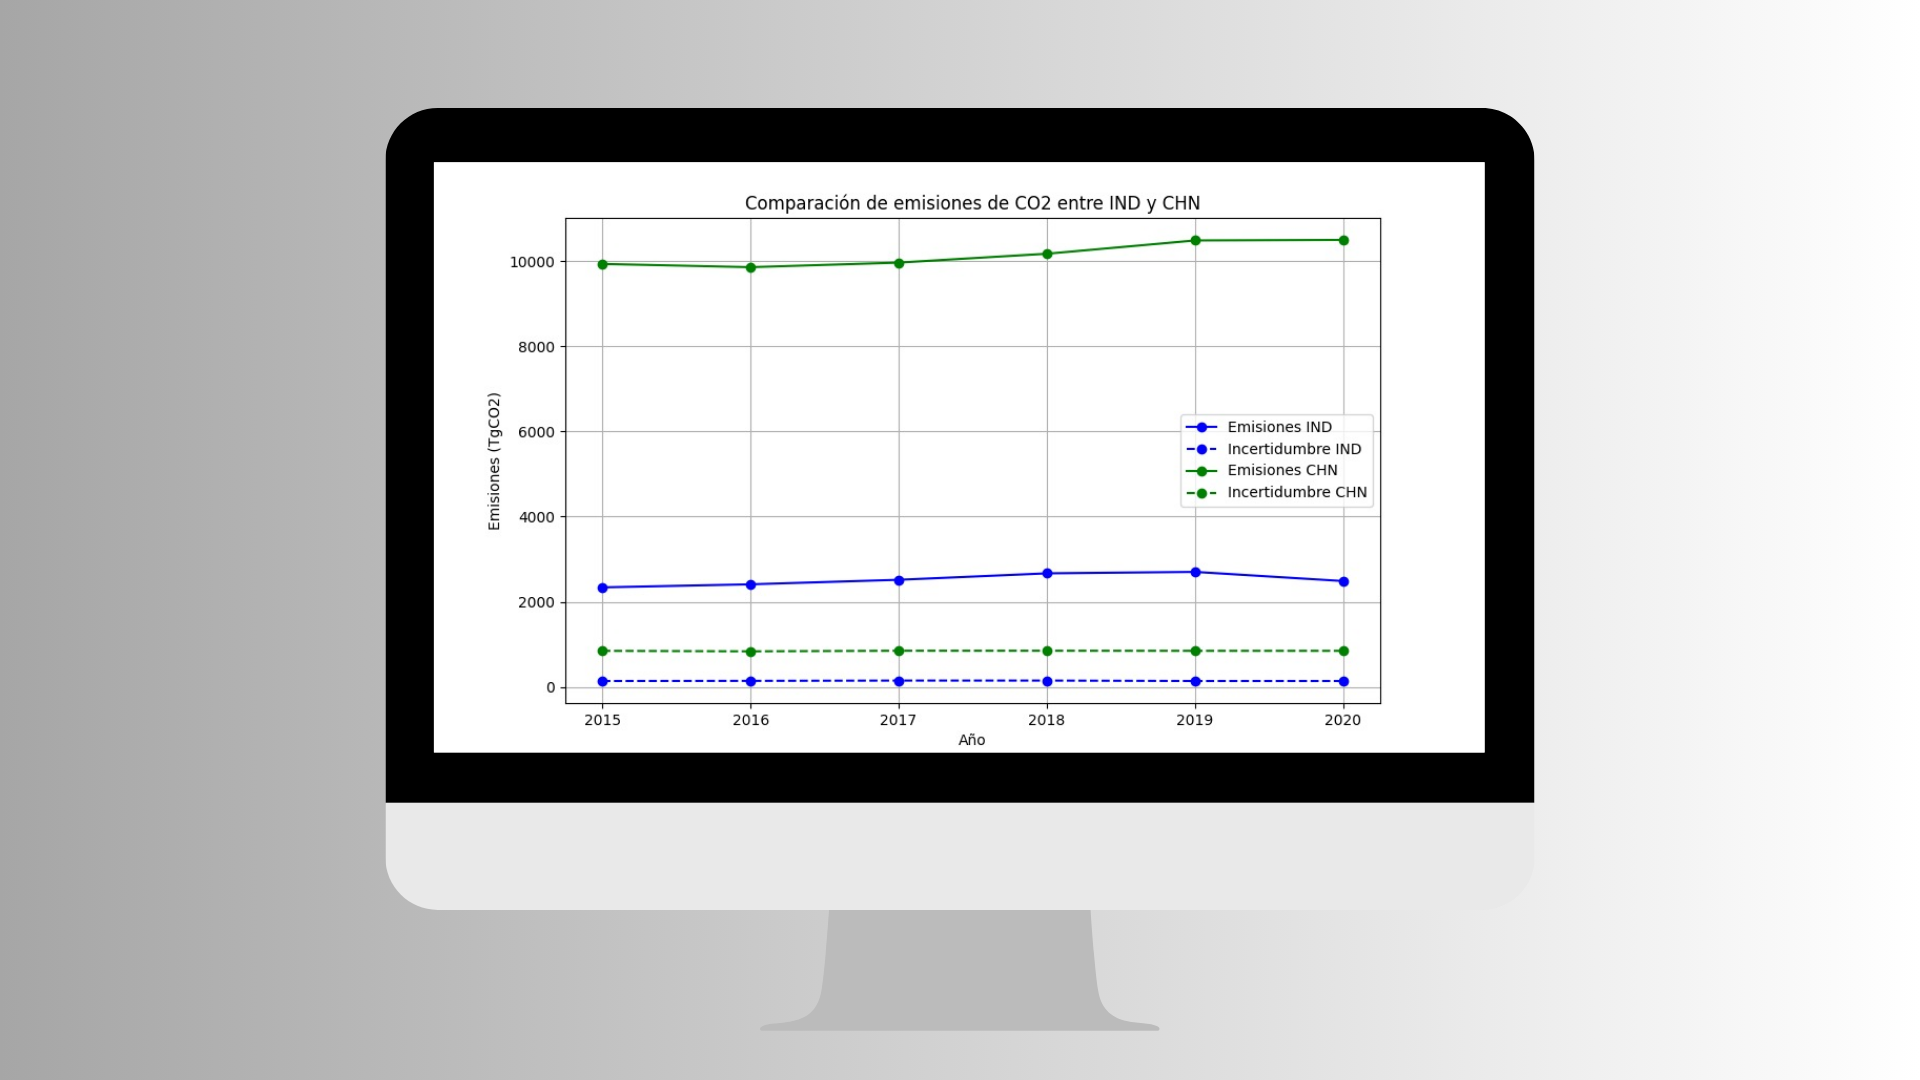 Comparación de emisiones de CO2 entre IND y CHN
10000
8000
6000
4000
2000
0
Emisiones (TgCO2)
Emisiones IND
Incertidumbre IND
Emisiones CHN
Incertidumbre CHN
2015 2016 2017 2018 2019 2020
Año